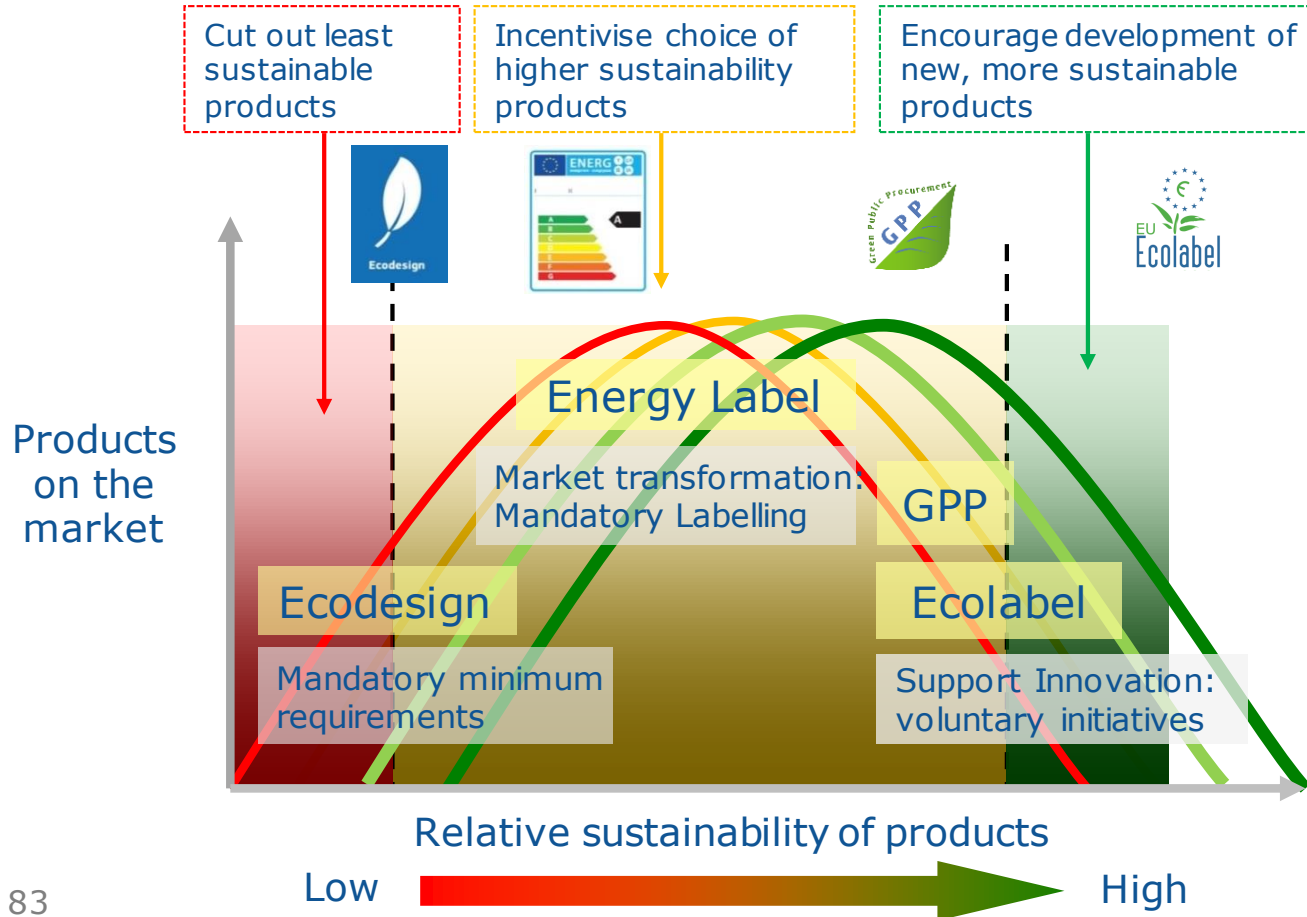 Cut out least
sustainable
products
Incentivise choice of
higher sustainability
products
Encourage development of
new, more sustainable
products
Ecodesign
ENERG
A
B
C
D
E
F
G
A
Green Public Procurement
GPP
EU
Ecolabel
Products
on the
market
Energy Label
Market transformation:
Mandatory Labelling
GPP
Ecodesign
Mandatory minimum
requirements
Ecolabel
Support Innovation:
voluntary initiatives
Relative sustainability of products
Low
High
83